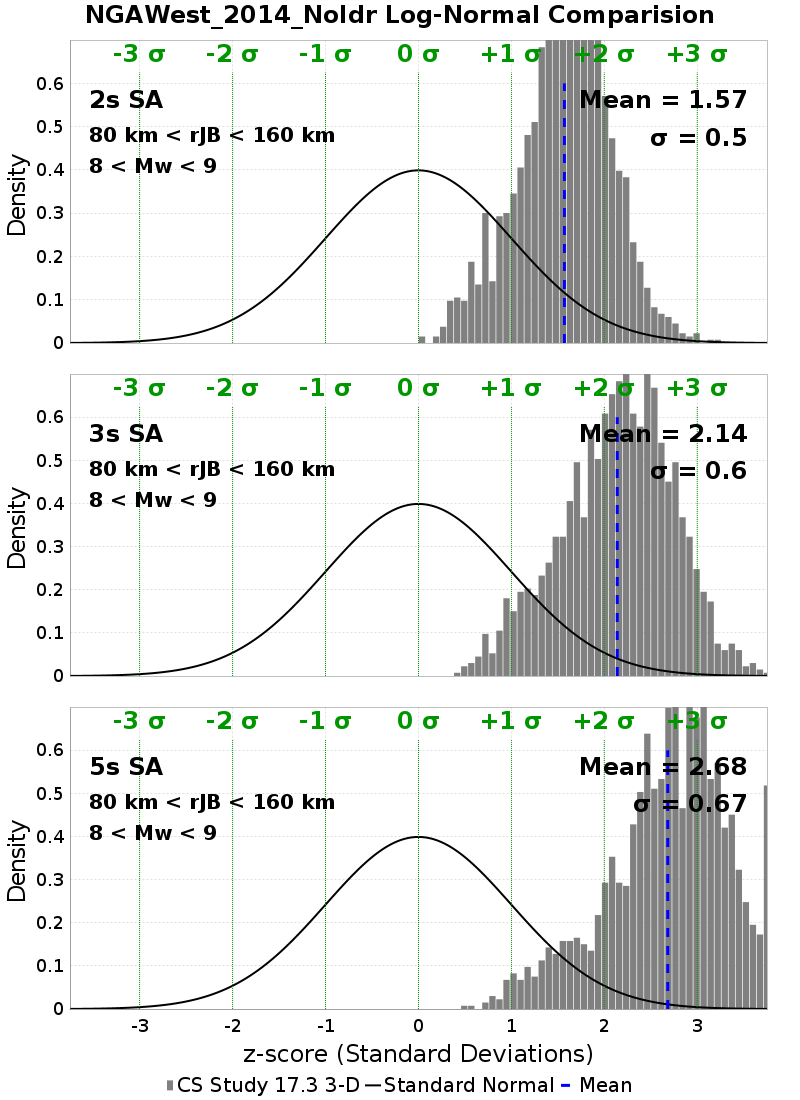 NGAWest_2014_NoIdr Log-Normal Comparision
-3 σ -2 σ -1 σ 0 σ +1 σ +2 σ +3 σ
2s SA
Mean = 1.57
80 km < rJB < 160 km
σ = 0.5
8 < Mw < 9
Density
0.6
0.5
0.4
0.3
0.2
0.1
0
-3 σ -2 σ -1 σ 0 σ +1 σ +2 σ +3 σ
3s SA
Mean = 2.14
80 km < rJB < 160 km
σ = 0.6
8 < Mw < 9
Density
0.6
0.5
0.4
0.3
0.2
0.1
0
-3 σ -2 σ -1 σ 0 σ +1 σ +2 σ +3 σ
5s SA
Mean = 2.68
80 km < rJB < 160 km
σ = 0.67
8 < Mw < 9
Density
0.6
0.5
0.4
0.3
0.2
0.1
0
-3 -2 -1 0 1 2 3
z-score (Standard Deviations)
CS Study 17.3 3-D Standard Normal Mean